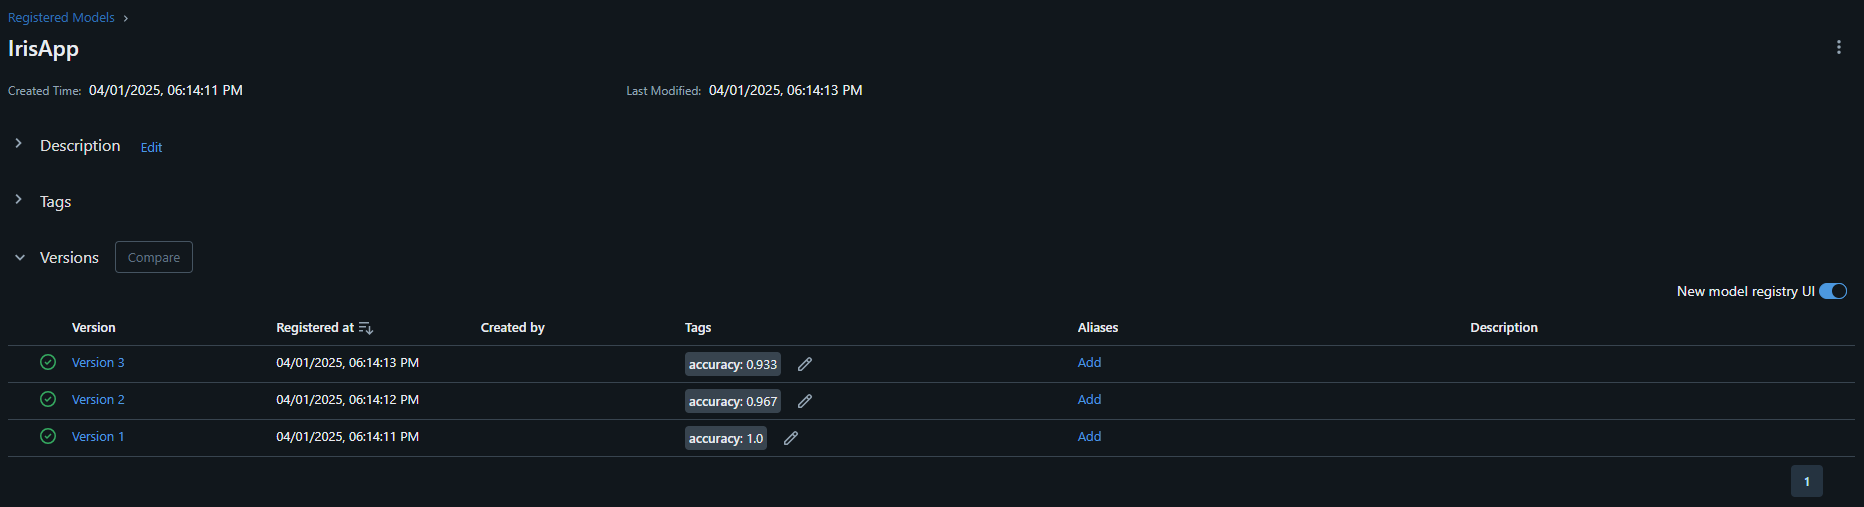 Registered Models
IrisApp
Created Time: 04/01/2025, 06:14:11 PM Last Modified: 04/01/2025, 06:14:13 PM
Description Edit
Tags
Versions Compare
New model registry UI
Version Registered at Created by Tags Aliases Description
Version 3 04/01/2025, 06:14:13 PM accuracy: 0.933 Add
Version 2 04/01/2025, 06:14:12 PM accuracy: 0.967 Add
Version 1 04/01/2025, 06:14:11 PM accuracy: 1.0 Add
1